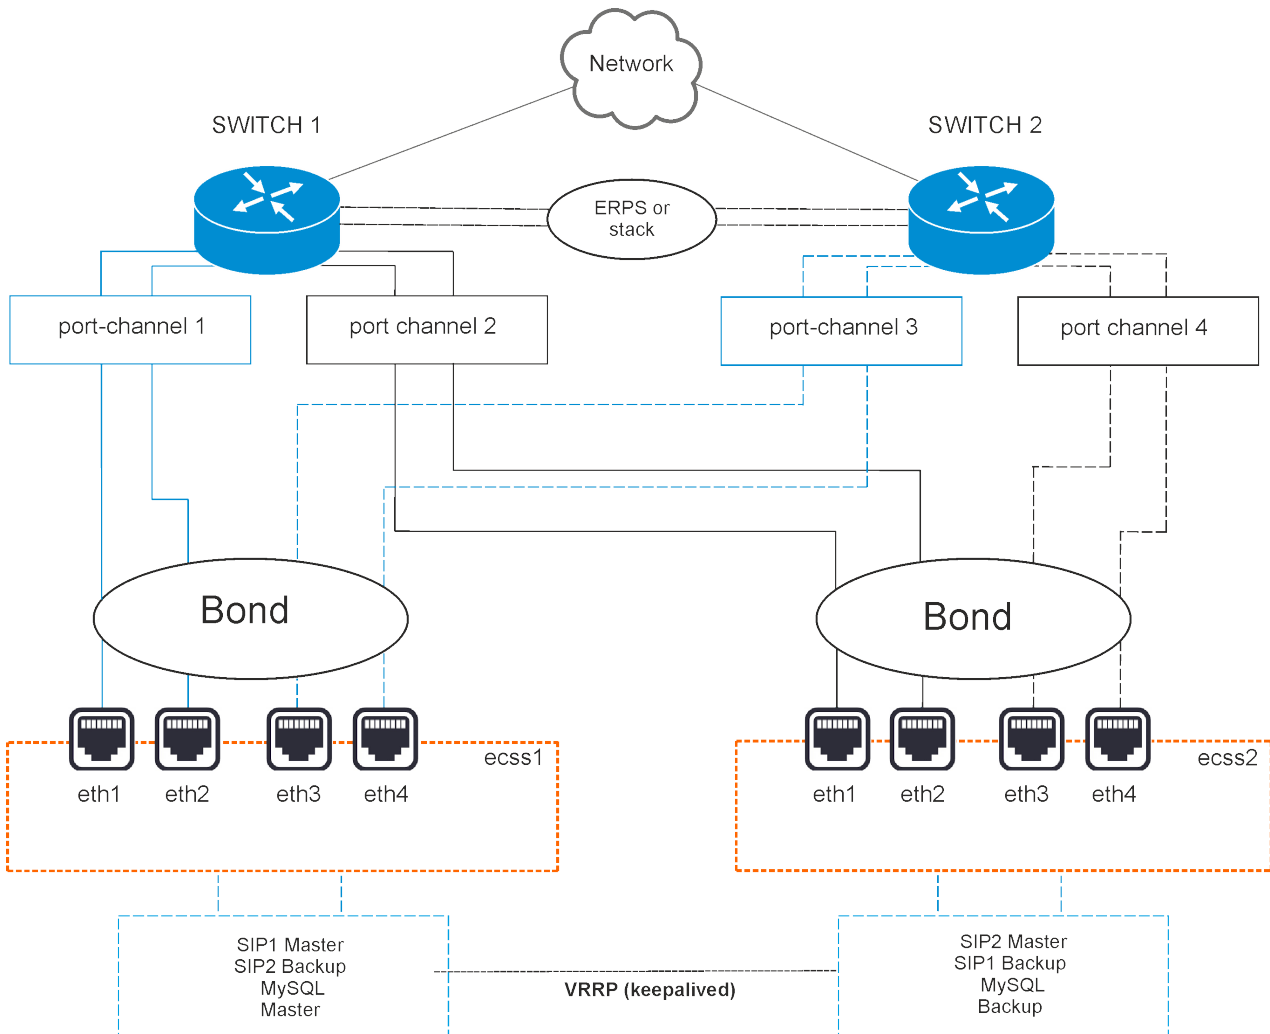 Network
SWITCH 1
SWITCH 2
ERPS or
stack
port-channel 1
port channel 2
port-channel 3
port channel 4
Bond
Bond
ecss1
ecss2
eth1
eth2
eth3
eth4
eth1
eth2
eth3
eth4
SIP1 Master
SIP2 Backup
MySQL
Master
VRRP (keepalived)
SIP2 Master
SIP1 Backup
MySQL
Backup